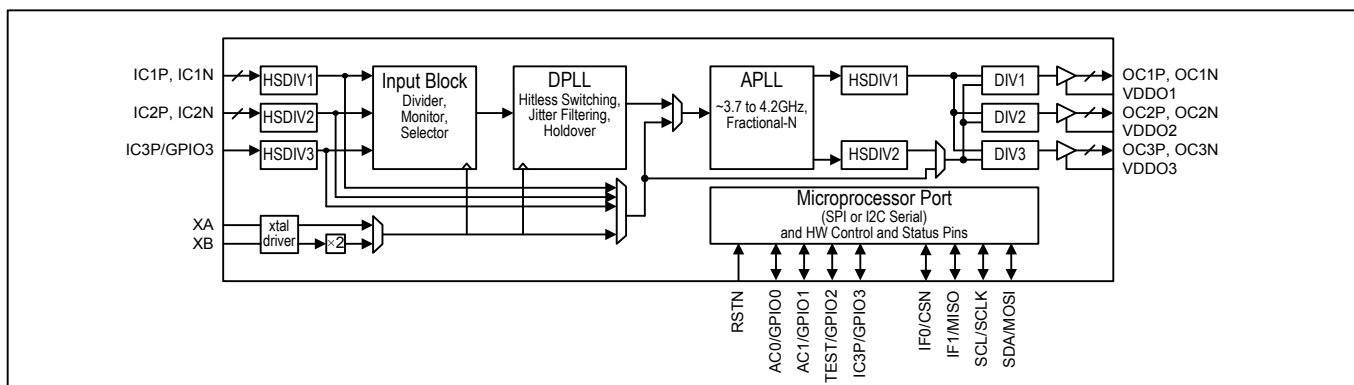 IC1P, IC1N
HSDIV1
IC2P, IC2N
HSDIV2
IC3P/GPIO3
HSDIV3
XA
XB
xtal
driver
×2
Input Block
Divider,
Monitor,
Selector
DPLL
Hitless Switching,
Jitter Filtering,
Holdover
APLL
~3.7 to 4.2GHz,
Fractional-N
HSDIV1
HSDIV2
DIV1
DIV2
DIV3
OC1P, OC1N
VDDO1
OC2P, OC2N
VDDO2
OC3P, OC3N
VDDO3
Microprocessor Port
(SPI or I2C Serial)
and HW Control and Status Pins
RSTN
AC0/GPIO0
AC1/GPIO1
TEST/GPIO2
IC3P/GPIO3
IF0/CSN
IF1/MISO
SCL/SCLK
SDA/MOSI